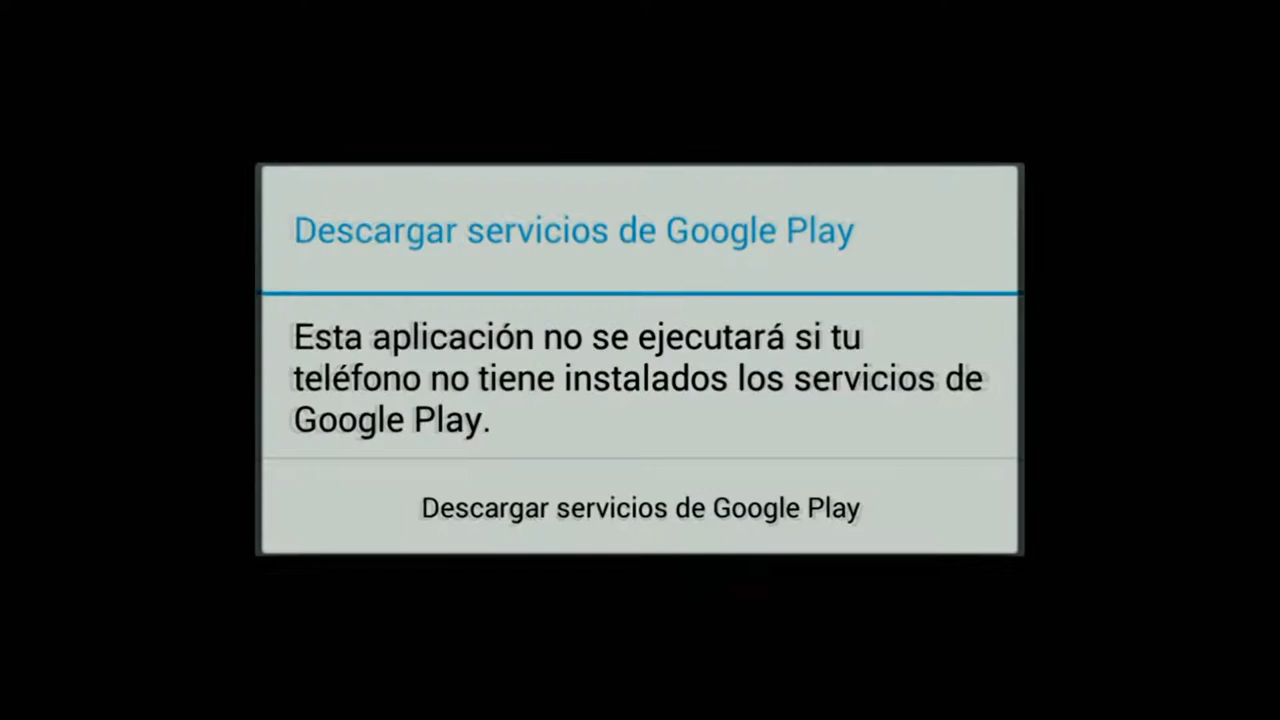 Descargar servicios de Google Play
Esta aplicación no se ejecutará si tu
teléfono no tiene instalados los servicios de
Google Play.
Descargar servicios de Google Play